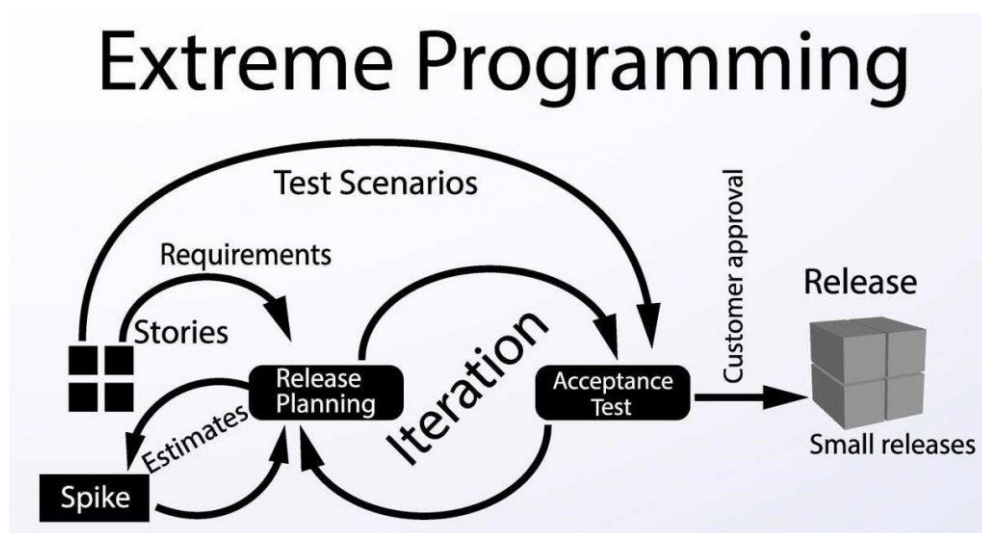 Extreme Programming
Test Scenarios
Requirements
Stories
Release
Planning
Estimates
Spike
Iteration
Acceptance
Test
Customer approval
Release
Small releases